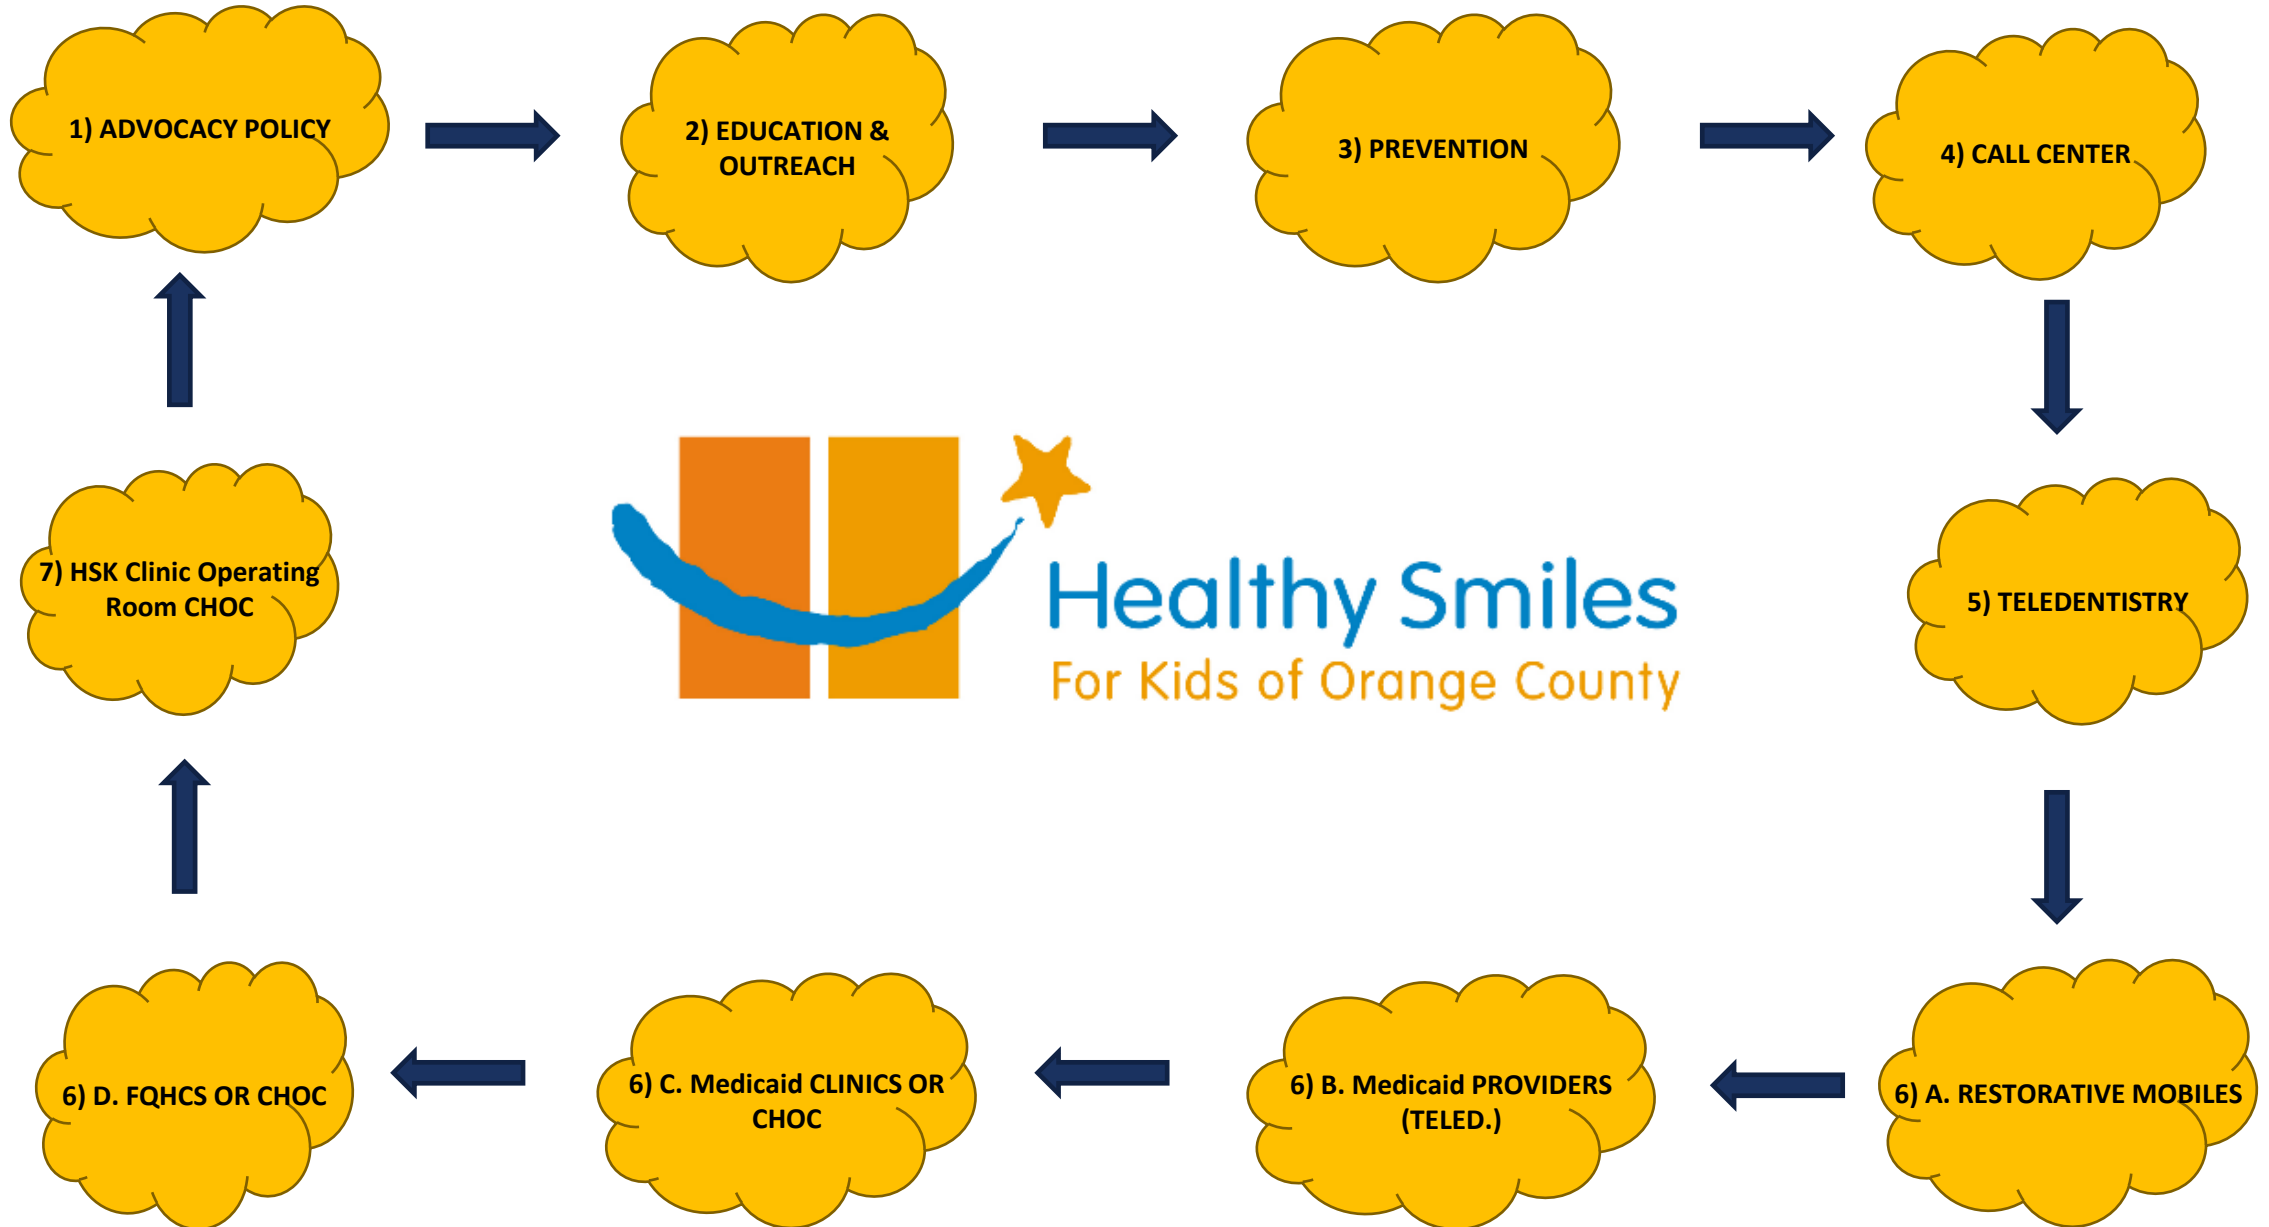 1) ADVOCACY POLICY
2) EDUCATION &
OUTREACH
3) PREVENTION
4) CALL CENTER
7) HSK Clinic Operating
Room CHOC
Healthy Smiles
For Kids of Orange County
5) TELEDENTISTRY
6) D. FQHCS OR CHOC
6) C. Medicaid CLINICS OR
CHOC
6) B. Medicaid PROVIDERS
(TELED.)
6) A. RESTORATIVE MOBILES